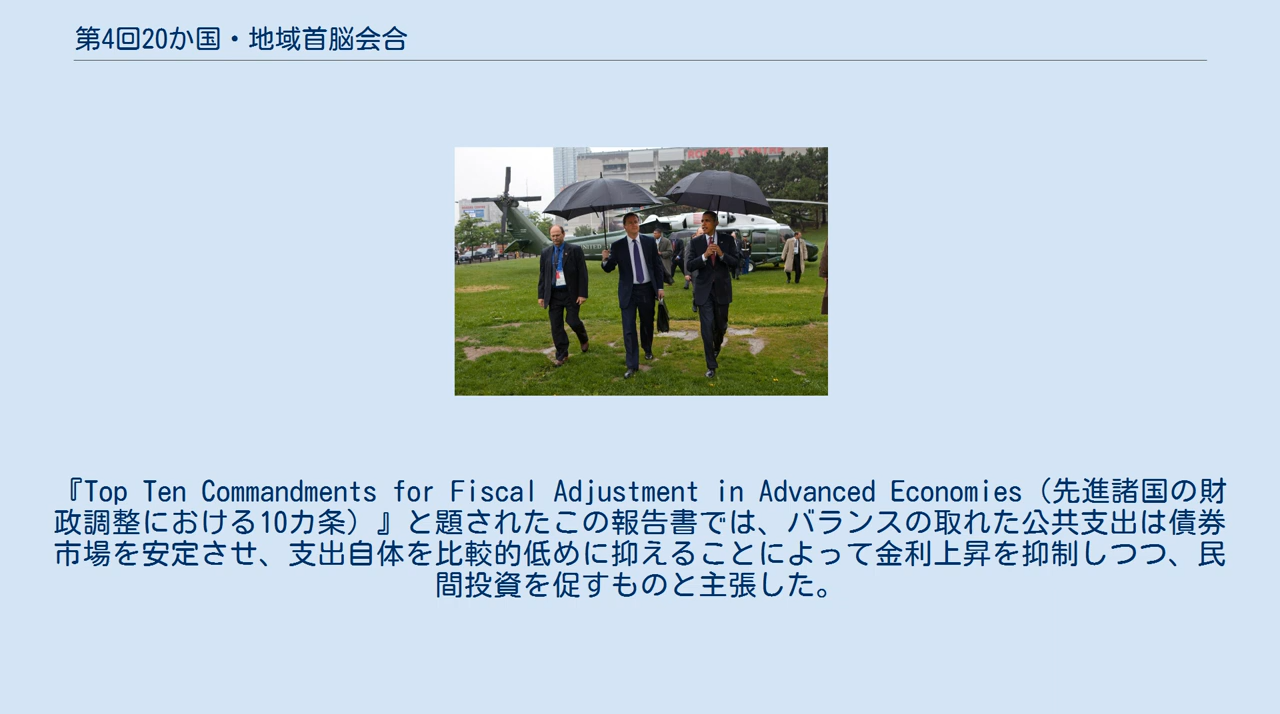 第4回20か国・地域首脳会合
UNITED
『Top Ten Commandments for Fiscal Adjustment in Advanced Economies（先進諸国の財
政調整における10カ条）』と題されたこの報告書では、バランスの取れた公共支出は債券
市場を安定させ、支出自体を比較的低めに抑えることによって金利上昇を抑制しつつ、民
間投資を促すものと主張した。